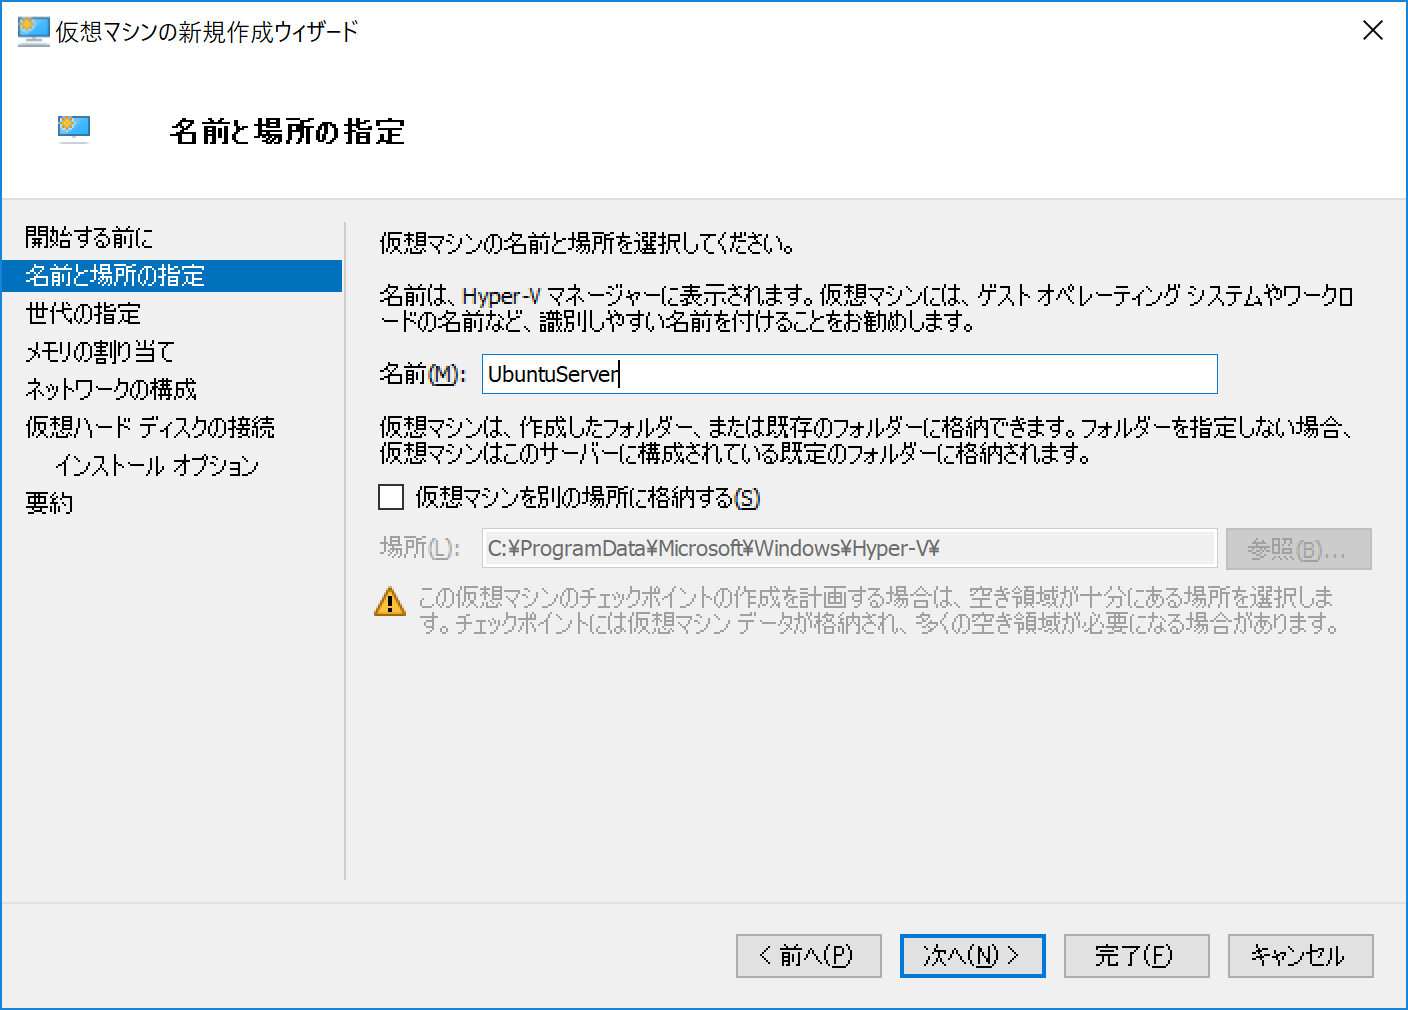 仮想マシンの新規作成ウィザード
名前と場所の指定
開始する前に
名前と場所の指定
世代の指定
メモリの割り当て
ネットワークの構成
仮想ハード ディスクの接続
インストール オプション
要約
仮想マシンの名前と場所を選択してください。
名前は、Hyper-V マネージャーに表示されます。仮想マシンには、ゲスト オペレーティング システムやワークロ
ードの名前など、識別しやすい名前を付けることをお勧めします。
名前(M): UbuntuServer
仮想マシンは、作成したフォルダー、または既存のフォルダーに格納できます。フォルダーを指定しない場合、
仮想マシンはこのサーバーに構成されている既定のフォルダーに格納されます。
仮想マシンを別の場所に格納する(S)
場所(L): C:¥ProgramData¥Microsoft¥Windows¥Hyper-V¥ 参照(B)...
この仮想マシンのチェックポイントの作成を計画する場合は、空き領域が十分にある場所を選択しま
す。チェックポイントには仮想マシン データが格納され、多くの空き領域が必要になる場合があります。
< 前へ(P) 次へ(N) > 完了(F) キャンセル